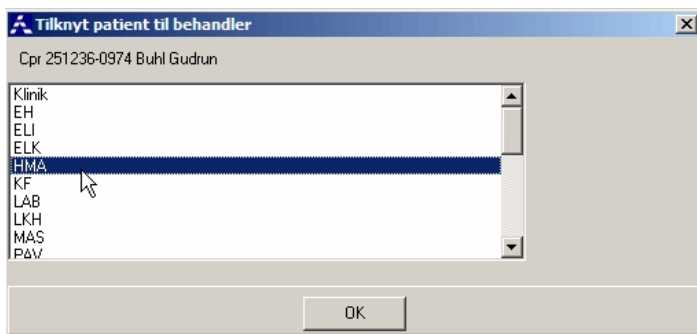 Tilknyt patient til behandler
Cpr 251236-0974 Buhl Gudrun
Klinik
EH
ELI
ELK
HMA
KF
LAB
LKH
MAS
PAV
OK